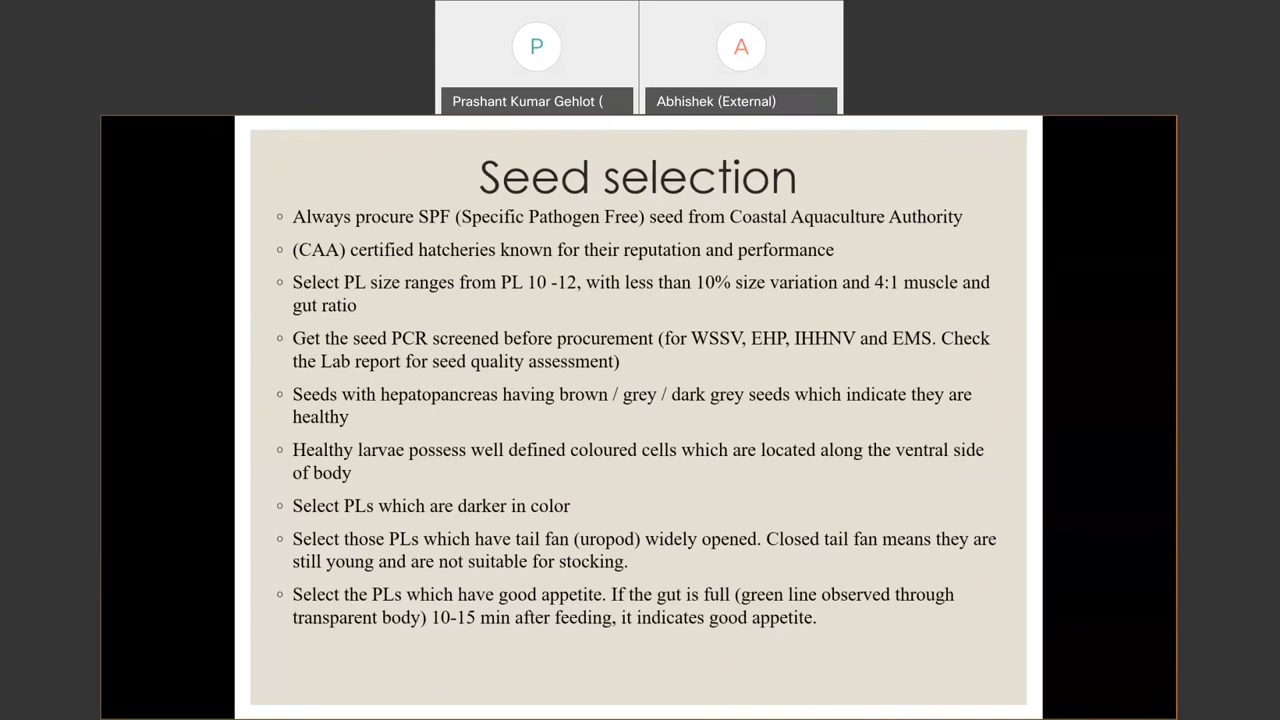 P
A
Prashant Kumar Gehlot (
Abhishek (External)
Seed selection
◦ Always procure SPF (Specific Pathogen Free) seed from Coastal Aquaculture Authority
◦ (CAA) certified hatcheries known for their reputation and performance
◦ Select PL size ranges from PL 10 -12, with less than 10% size variation and 4:1 muscle and
gut ratio
◦ Get the seed PCR screened before procurement (for WSSV, EHP, IHHNV and EMS. Check
the Lab report for seed quality assessment)
◦ Seeds with hepatopancreas having brown / grey / dark grey seeds which indicate they are
healthy
◦ Healthy larvae possess well defined coloured cells which are located along the ventral side
of body
◦ Select PLs which are darker in color
◦ Select those PLs which have tail fan (uropod) widely opened. Closed tail fan means they are
still young and are not suitable for stocking.
◦ Select the PLs which have good appetite. If the gut is full (green line observed through
transparent body) 10-15 min after feeding, it indicates good appetite.